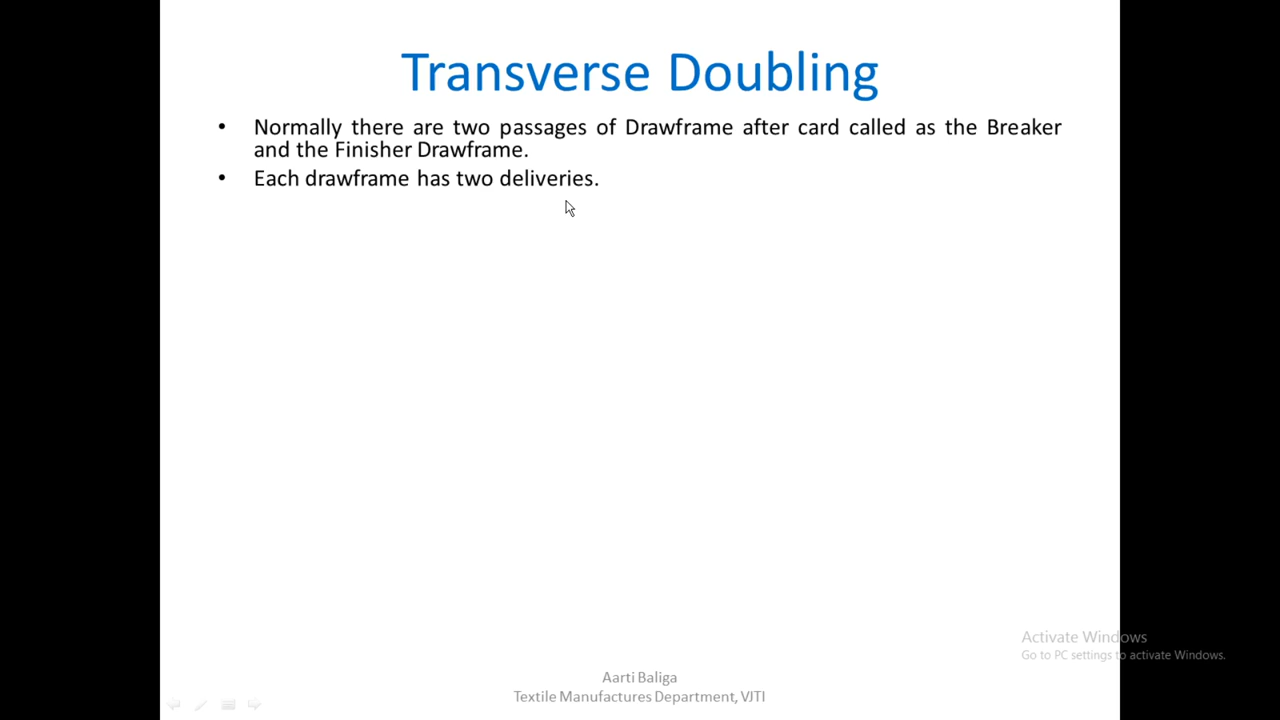 Transverse Doubling
• Normally there are two passages of Drawframe after card called as the Breaker
and the Finisher Drawframe.
• Each drawframe has two deliveries.
Activate Windows
Go to PC settings to activate Windows.
Aarti Baliga
Textile Manufactures Department, VJTI